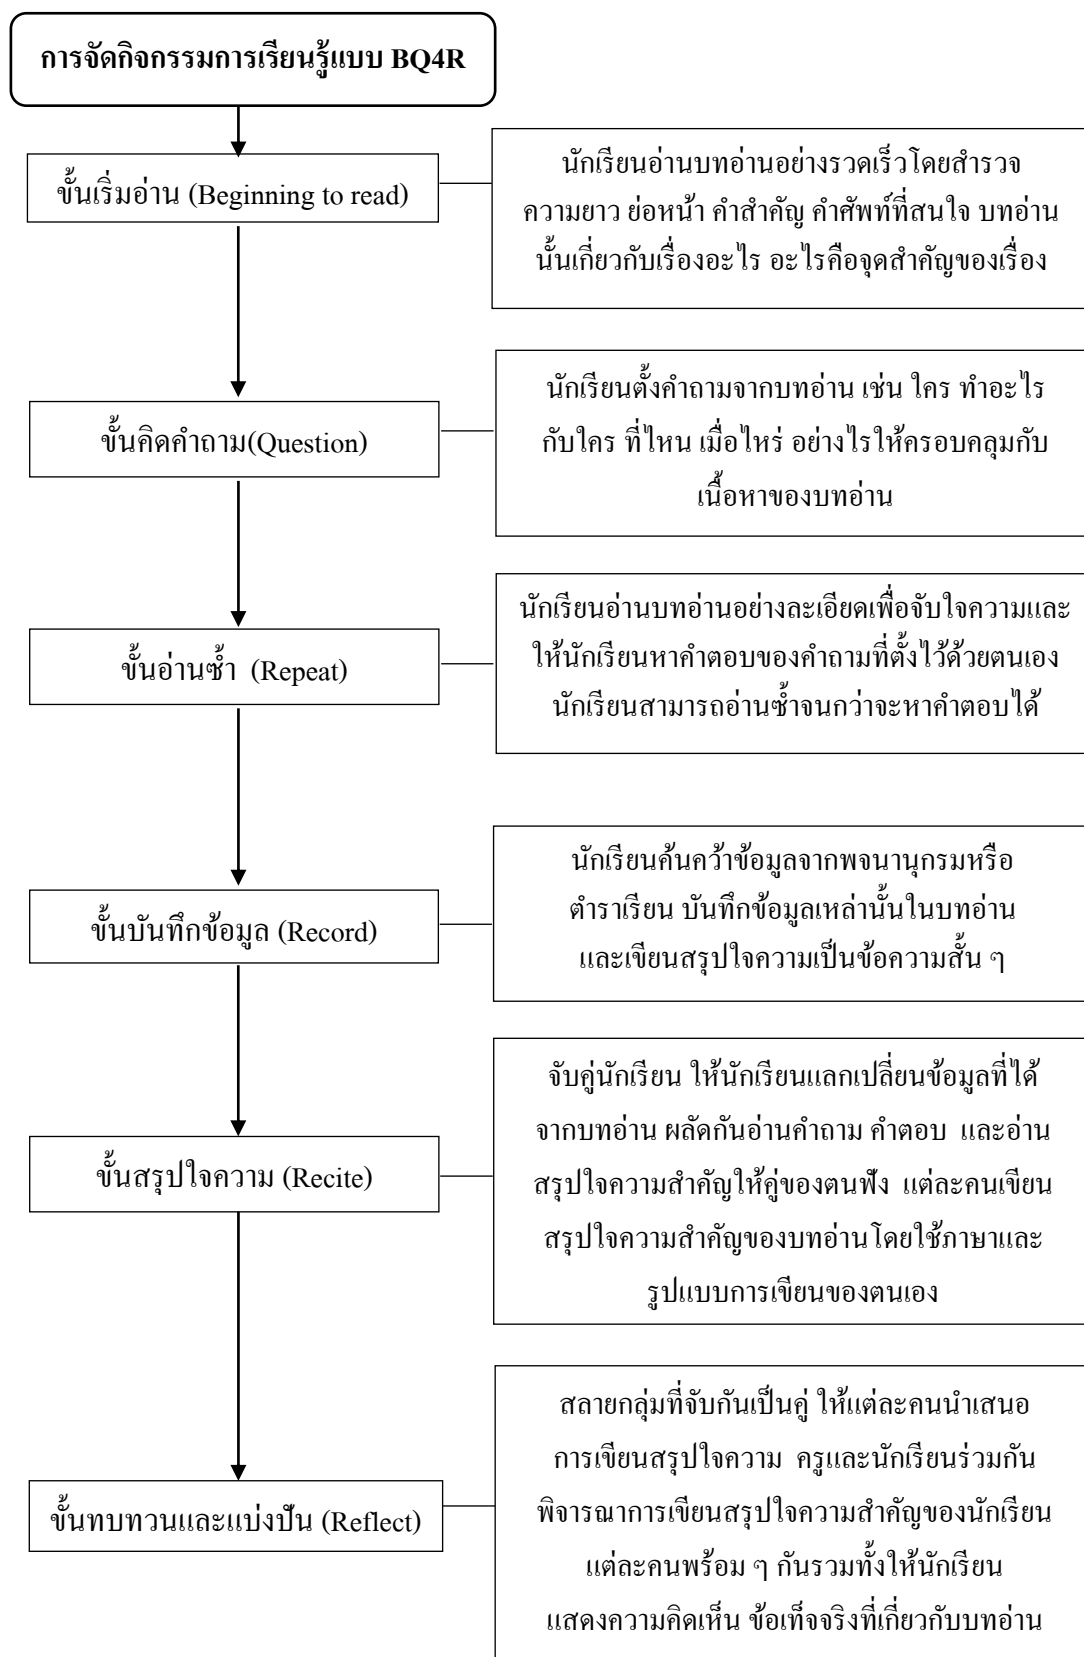 การจัดกิจกรรมการเรียนรู้แบบ BQ4R
ขั้นเริ่มอ่าน (Beginning to read)
นักเรียนอ่านบทอ่านอย่างรวดเร็วโดยสำรวจ
ความยาว ย่อหน้า คำสำคัญ คำศัพท์ที่สนใจ บทอ่าน
นั้นเกี่ยวกับเรื่องอะไร อะไรคือจุดสำคัญของเรื่อง
ขั้นคิดคำถาม(Question)
นักเรียนตั้งคำถามจากบทอ่าน เช่น ใคร ทำอะไร
กับใคร ที่ไหน เมื่อไหร่ อย่างไรให้ครอบคลุมกับ
เนื้อหาของบทอ่าน
ขั้นอ่านซ้ำ (Repeat)
นักเรียนอ่านบทอ่านอย่างละเอียดเพื่อจับใจความและ
ให้นักเรียนหาคำตอบของคำถามที่ตั้งไว้ด้วยตนเอง
นักเรียนสามารถอ่านซ้ำจนกว่าจะหาคำตอบได้
ขั้นบันทึกข้อมูล (Record)
นักเรียนค้นคว้าข้อมูลจากพจนานุกรมหรือ
ตำราเรียน บันทึกข้อมูลเหล่านั้นในบทอ่าน
และเขียนสรุปใจความเป็นข้อความสั้น ๆ
ขั้นสรุปใจความ (Recite)
จับคู่นักเรียน ให้นักเรียนแลกเปลี่ยนข้อมูลที่ได้
จากบทอ่าน ผลัดกันอ่านคำถาม คำตอบ และอ่าน
สรุปใจความสำคัญให้คู่ของตนฟัง แต่ละคนเขียน
สรุปใจความสำคัญของบทอ่านโดยใช้ภาษาและ
รูปแบบการเขียนของตนเอง
ขั้นทบทวนและแบ่งปัน (Reflect)
สลายกลุ่มที่จับกันเป็นคู่ ให้แต่ละคนนำเสนอ
การเขียนสรุปใจความ ครูและนักเรียนร่วมกัน
พิจารณาการเขียนสรุปใจความสำคัญของนักเรียน
แต่ละคนพร้อม ๆ กันรวมทั้งให้นักเรียน
แสดงความคิดเห็น ข้อเท็จจริงที่เกี่ยวกับบทอ่าน